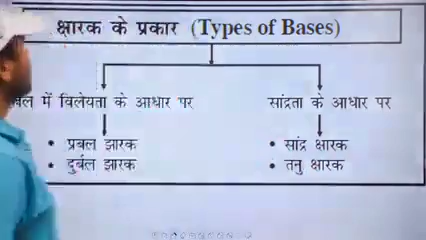 क्षारक के प्रकार (Types of Bases)
में विलेयता के आधार पर
सांद्रता के आधार पर
• प्रबल झारक
• दुर्बल झारक
• सांद्र क्षारक
• तनु क्षारक